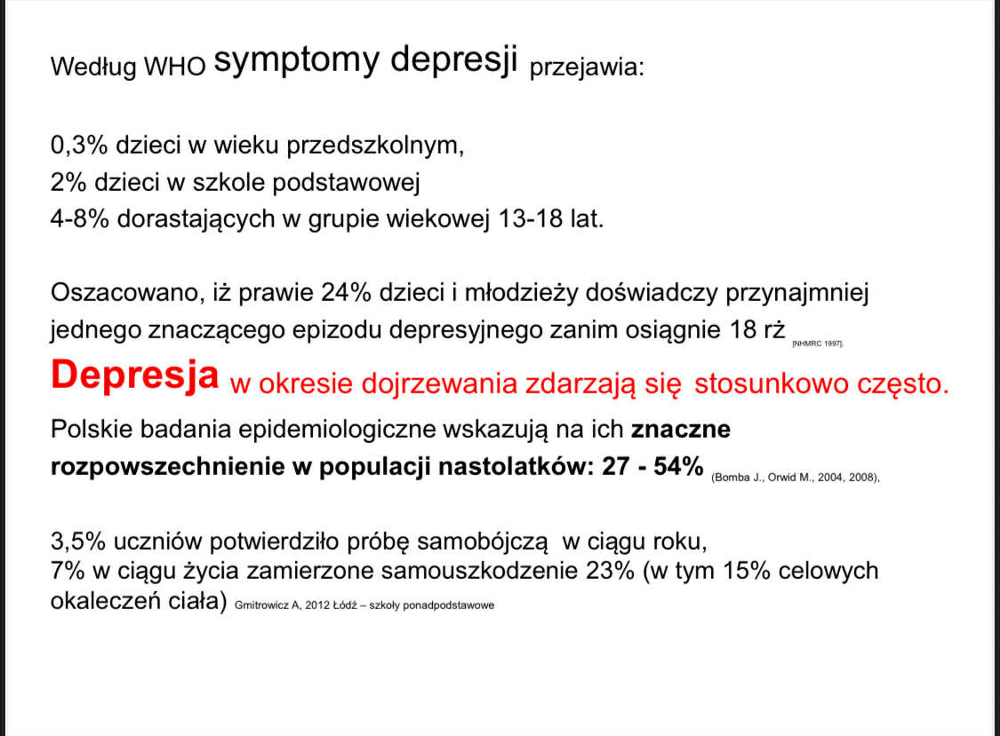 Według WHO symptomy depresji przejawia:
0,3% dzieci w wieku przedszkolnym,
2% dzieci w szkole podstawowej
4-8% dorastających w grupie wiekowej 13-18 lat.
Oszacowano, iż prawie 24% dzieci i młodzieży doświadczy przynajmniej
jednego znaczącego epizodu depresyjnego zanim osiągnie 18 rż [NHMRC 1997].
Depresja w okresie dojrzewania zdarzają się stosunkowo często.
Polskie badania epidemiologiczne wskazują na ich znaczne
rozpowszechnienie w populacji nastolatków: 27 - 54% (Bomba J., Orwid M., 2004, 2008),
3,5% uczniów potwierdziło próbę samobójczą w ciągu roku,
7% w ciągu życia zamierzone samouszkodzenie 23% (w tym 15% celowych
okaleczeń ciała) Gmitrowicz A, 2012 Łódź – szkoły ponadpodstawowe